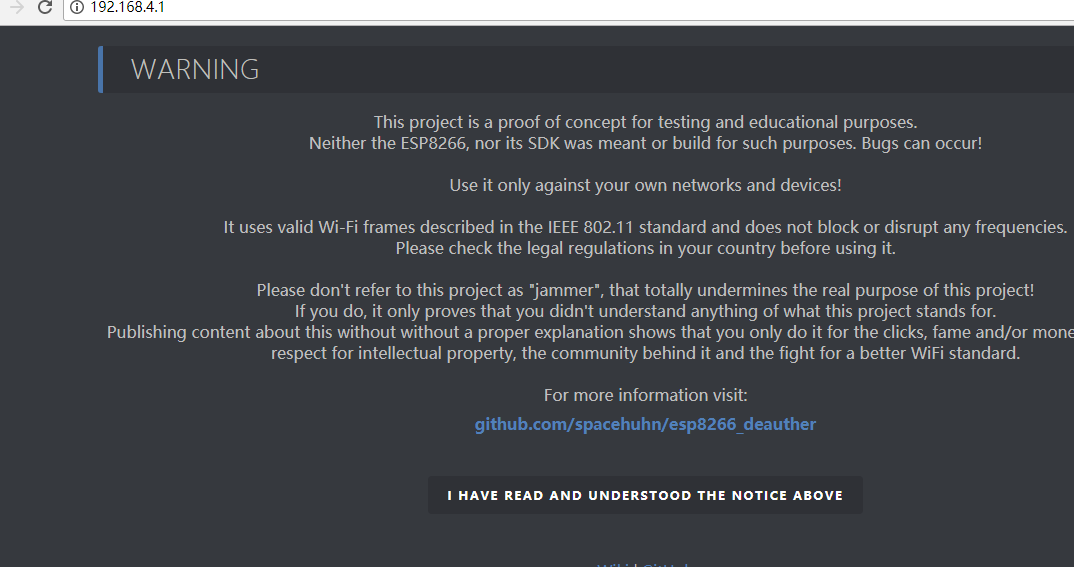 192.168.4.1
WARNING
This project is a proof of concept for testing and educational purposes.
Neither the ESP8266, nor its SDK was meant or build for such purposes. Bugs can occur!
Use it only against your own networks and devices!
It uses valid Wi-Fi frames described in the IEEE 802.11 standard and does not block or disrupt any frequencies.
Please check the legal regulations in your country before using it.
Please don't refer to this project as "jammer", that totally undermines the real purpose of this project!
If you do, it only proves that you didn't understand anything of what this project stands for.
Publishing content about this without without a proper explanation shows that you only do it for the clicks, fame and/or mone
respect for intellectual property, the community behind it and the fight for a better WiFi standard.
For more information visit:
github.com/spacehuhn/esp8266_deauther
I HAVE READ AND UNDERSTOOD THE NOTICE ABOVE